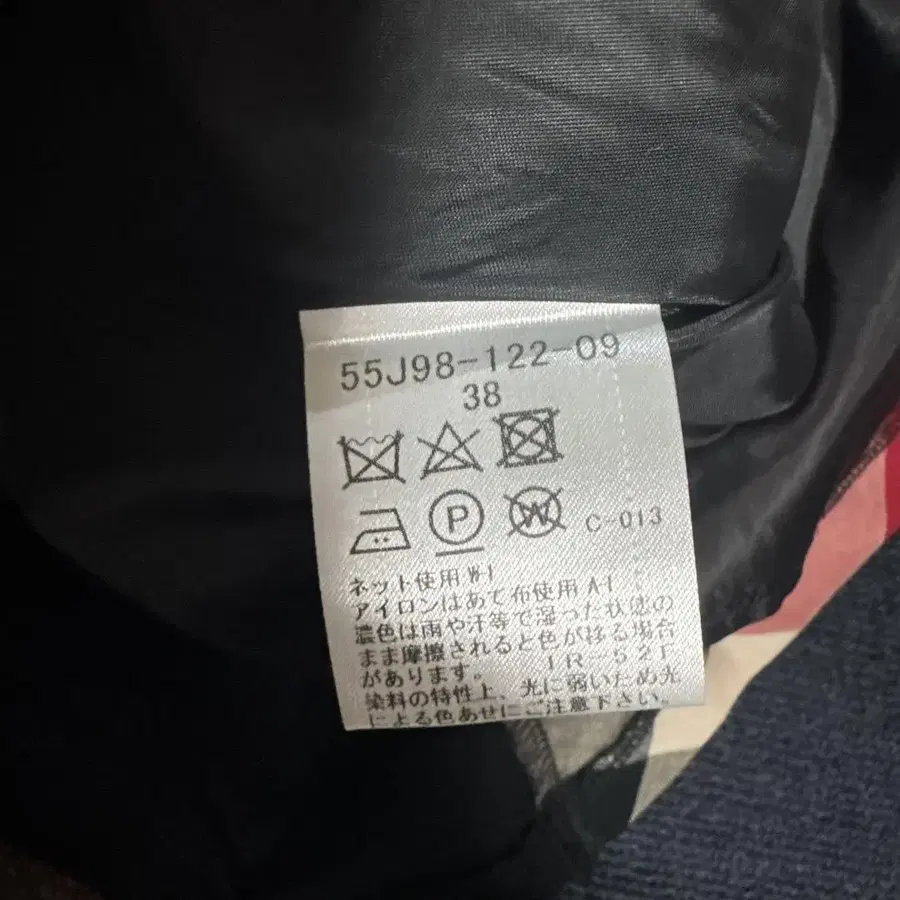 55J98-122-09
38
P W C-013
ネット使用 W-1
アイロンはあて布使用 A-1
濃色は雨や汗等で湿った状態の
まま摩擦されると色が移る場合
があります。 IR-52F
染料の特性上、光に弱いため光
による色あせにご注意下さい。